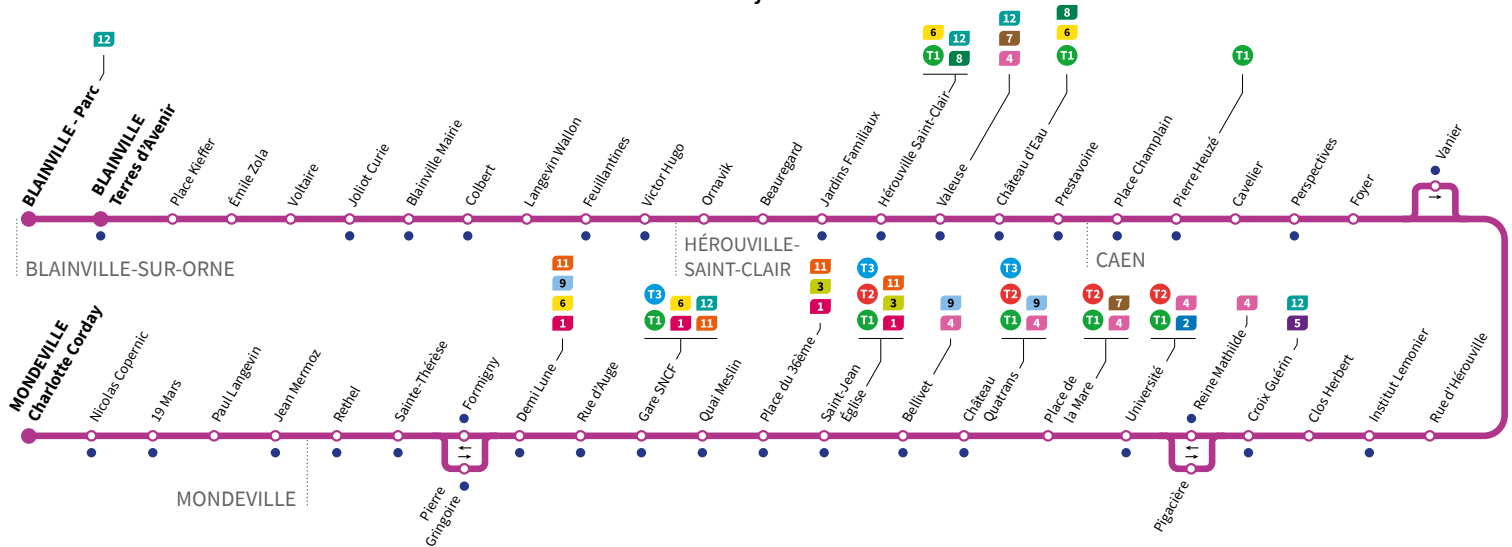 12
BLAINVILLE - Parc
BLAINVILLE
Terres d'Avenir
Place Kieffer
Émile Zola
Voltaire
Joliot Curie
Blainville Mairie
Colbert
Langevin Wallon
Feuillantines
Victor Hugo
Ornavik
Beauregard
Jardins Familiaux
6 12
T1 8
Hérouville Saint-Clair
12
7
4
Valeuse
8
6
T1
Château d'Eau
Prestavoine
Place Champlain
T1
Pierre Heuzé
Cavelier
Perspectives
Foyer
Vanier
→
BLAINVILLE-SUR-ORNE
HÉROUVILLE-
SAINT-CLAIR
CAEN
MONDEVILLE
Charlotte Corday
Nicolas Copernic
19 Mars
Paul Langevin
Jean Mermoz
Rethel
Sainte-Thérèse
Formigny
←
→
Pierre
Gringoire
11
9
6
1
Demi Lune
Rue d'Auge
T3 6 12
T1 1 11
Gare SNCF
Quai Meslin
11
3
1
Place du 36ème
T3
T2
T1
11
3
1
Saint-Jean
Église
9
4
Bellivet
T3
T2 9
T1 4
Château
Quatrans
T2 7
T1 4
Place de
la Mare
T2 4
T1 2
Université
4
Reine Mathilde
←
→
Pigacière
12
5
Croix Guérin
Clos Herbert
Institut Lemonier
Rue d'Hérouville
MONDEVILLE